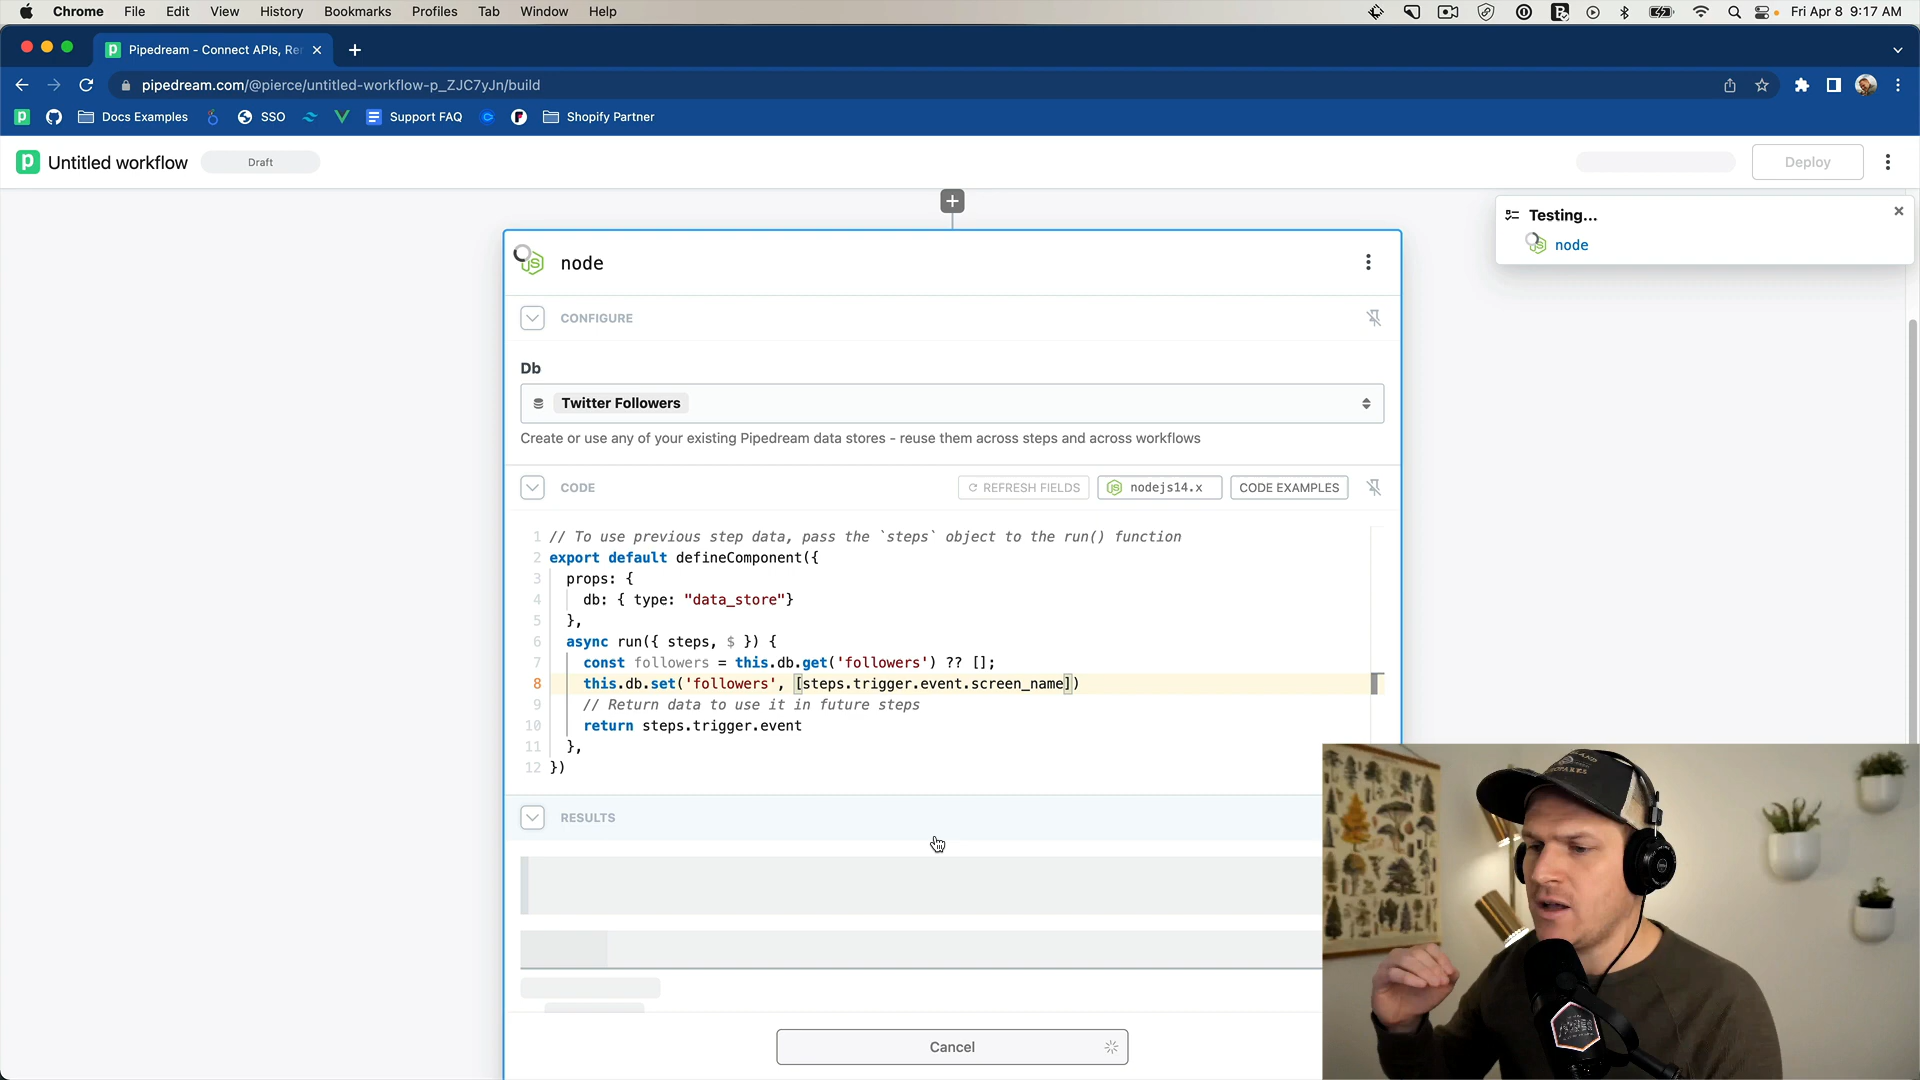 Chrome File Edit View History Bookmarks Profiles Tab Window Help Fri Apr 8 9:17 AM
Pipedream - Connect APIs, Re
pipedream.com/@pierce/untitled-workflow-p_ZJC7yJn/build
Docs Examples SSO Support FAQ Shopify Partner
Untitled workflow Draft Deploy
Testing...
node
node
CONFIGURE
Db
Twitter Followers
Create or use any of your existing Pipedream data stores - reuse them across steps and across workflows
CODE REFRESH FIELDS nodejs14.x CODE EXAMPLES
1 // To use previous step data, pass the `steps` object to the run() function
2 export default defineComponent({
3 props: {
4 db: { type: "data_store"}
5 },
6 async run({ steps, $ }) {
7 const followers = this.db.get('followers') ?? [];
8 this.db.set('followers', [steps.trigger.event.screen_name])
9 // Return data to use it in future steps
10 return steps.trigger.event
11 },
12 })
RESULTS
Cancel